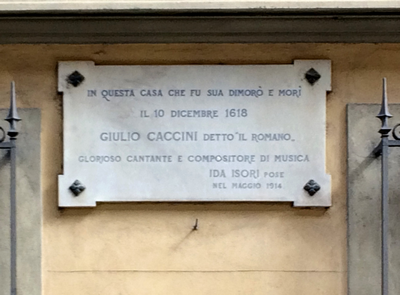 IN QUESTA CASA CHE FU SUA DIMORÒ E MORÌ
IL 10 DICEMBRE 1618
GIULIO CACCINI DETTO "IL ROMANO"
GLORIOSO CANTANTE E COMPOSITORE DI MUSICA
IDA ISORI POSE
NEL MAGGIO 1914.